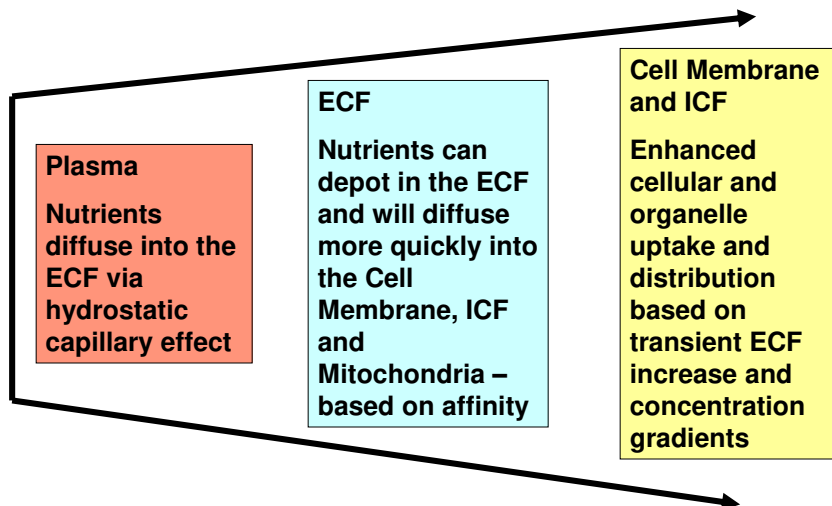 Plasma
Nutrients
diffuse into the
ECF via
hydrostatic
capillary effect
ECF
Nutrients can
depot in the ECF
and will diffuse
more quickly into
the Cell
Membrane, ICF
and
Mitochondria –
based on affinity
Cell Membrane
and ICF
Enhanced
cellular and
organelle
uptake and
distribution
based on
transient ECF
increase and
concentration
gradients